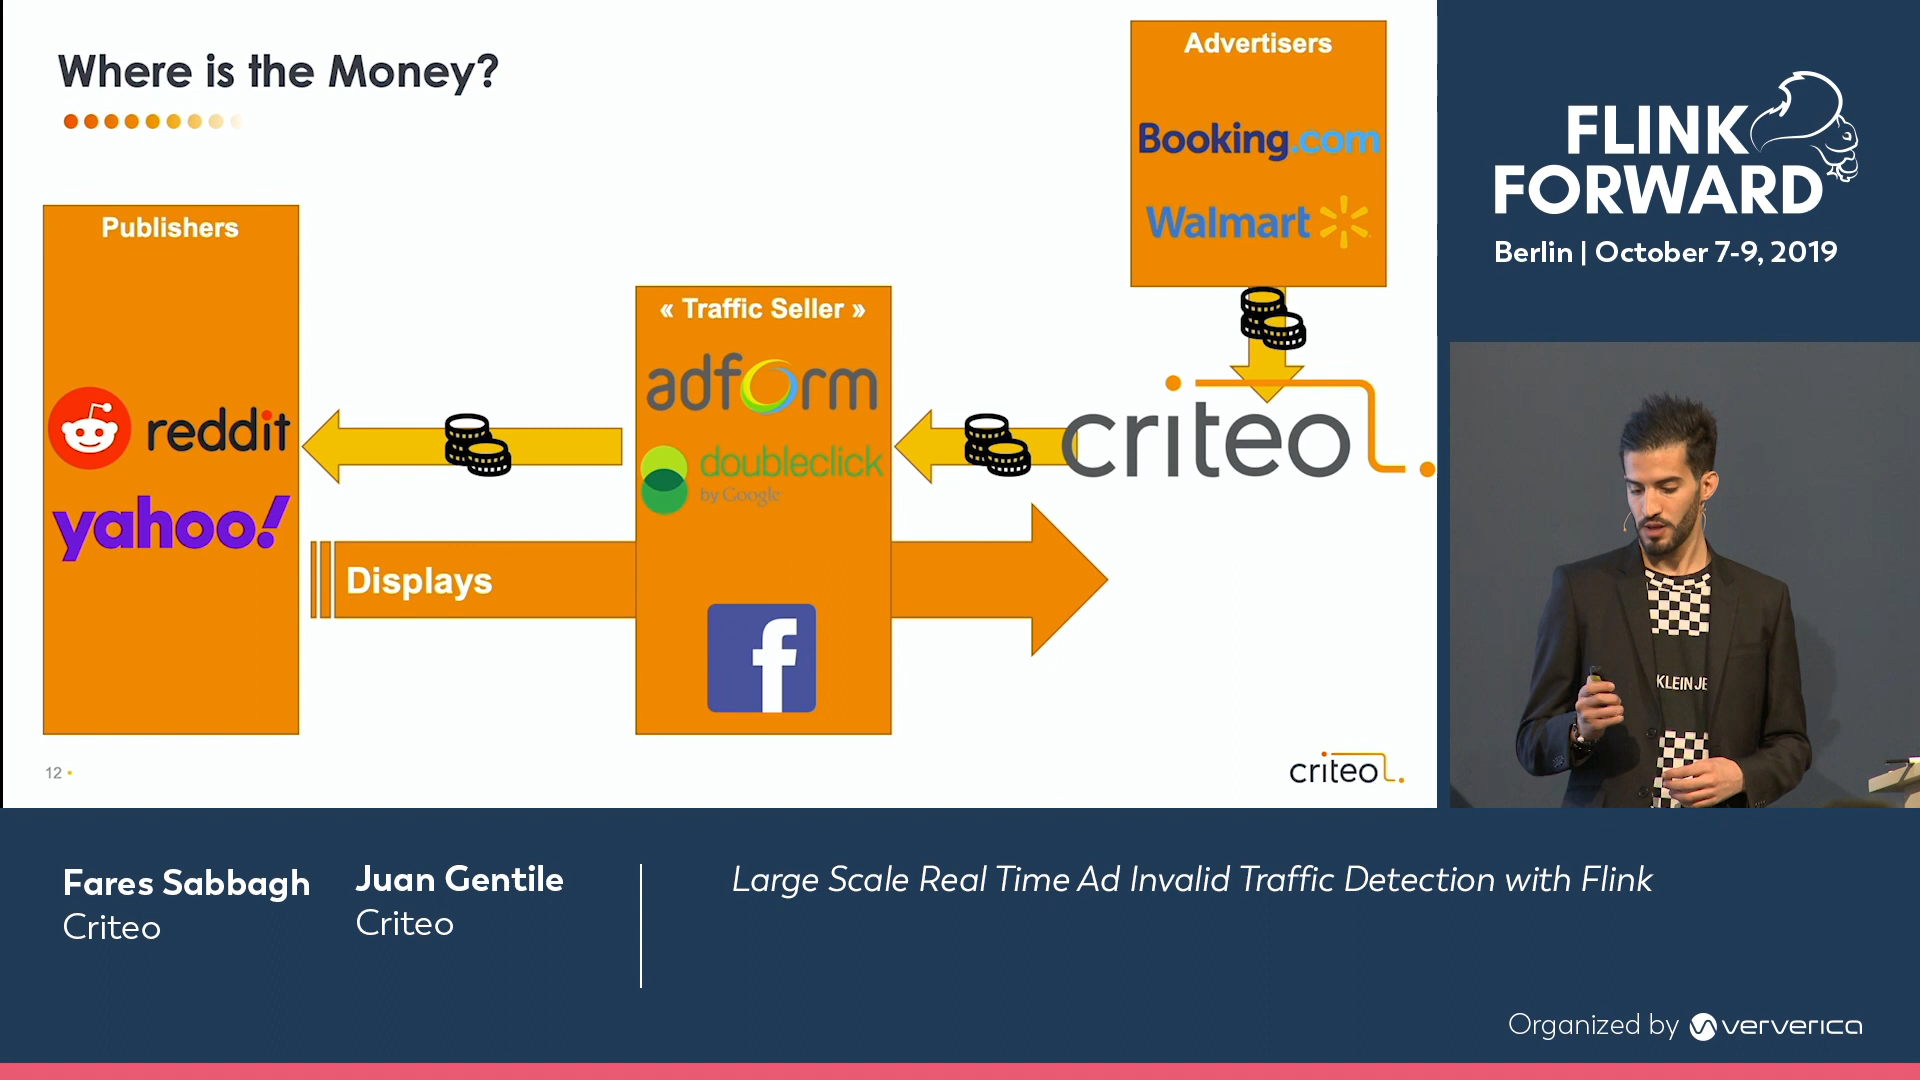 Where is the Money?
Advertisers
Booking.com
Walmart
Publishers
reddit
yahoo!
« Traffic Seller »
adform
doubleclick
by Google
f
criteo
Displays
12
criteo
FLINK
FORWARD
Berlin | October 7-9, 2019
KLEIN JE
Fares Sabbagh
Criteo
Juan Gentile
Criteo
Large Scale Real Time Ad Invalid Traffic Detection with Flink
Organized by ververica